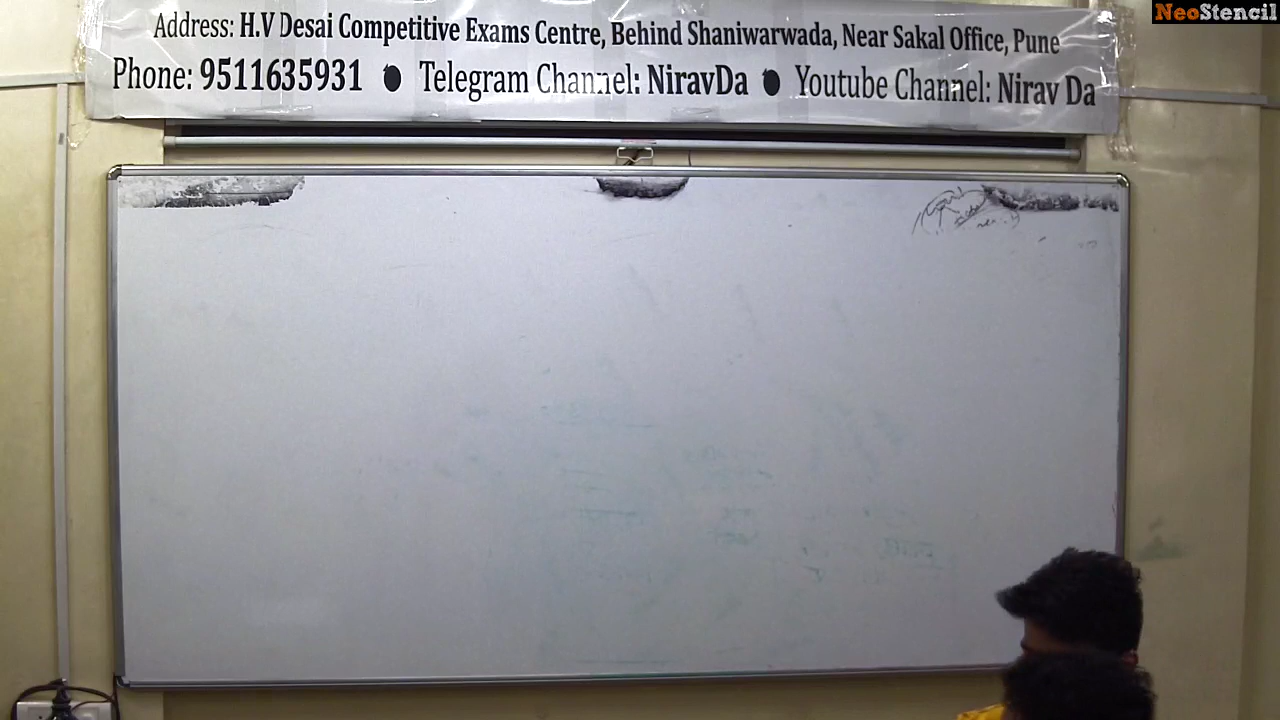 NeoStencil
Address: H.V Desai Competitive Exams Centre, Behind Shaniwarwada, Near Sakal Office, Pune
Phone: 9511635931 ● Telegram Channel: NiravDa ● Youtube Channel: Nirav Da